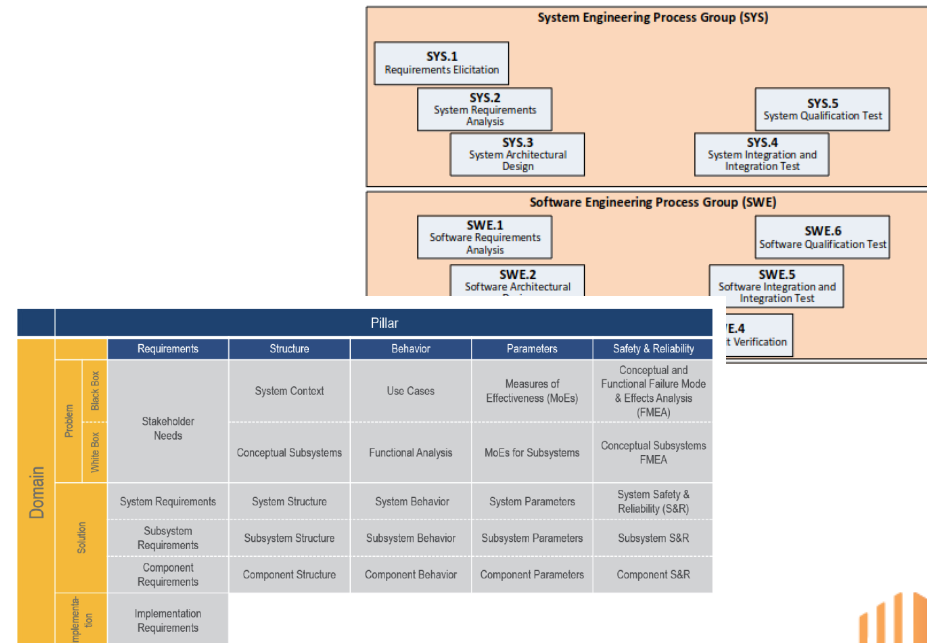 System Engineering Process Group (SYS)
SYS.1
Requirements Elicitation
SYS.2
System Requirements
Analysis
SYS.3
System Architectural
Design
SYS.5
System Qualification Test
SYS.4
System Integration and
Integration Test
Software Engineering Process Group (SWE)
SWE.1
Software Requirements
Analysis
SWE.2
Software Architectural
SWE.6
Software Qualification Test
SWE.5
Software Integration and
Integration Test
E.4
t Verification
Pillar
Requirements
Structure
Behavior
Parameters
Safety & Reliability
Domain
Problem
Black Box
White Box
Stakeholder
Needs
System Context
Use Cases
Measures of
Effectiveness (MoEs)
Conceptual and
Functional Failure Mode
& Effects Analysis
(FMEA)
Conceptual Subsystems
Functional Analysis
MoEs for Subsystems
Conceptual Subsystems
FMEA
Solution
System Requirements
System Structure
System Behavior
System Parameters
System Safety &
Reliability (S&R)
Subsystem
Requirements
Subsystem Structure
Subsystem Behavior
Subsystem Parameters
Subsystem S&R
Component
Requirements
Component Structure
Component Behavior
Component Parameters
Component S&R
mplementa-
tion
Implementation
Requirements